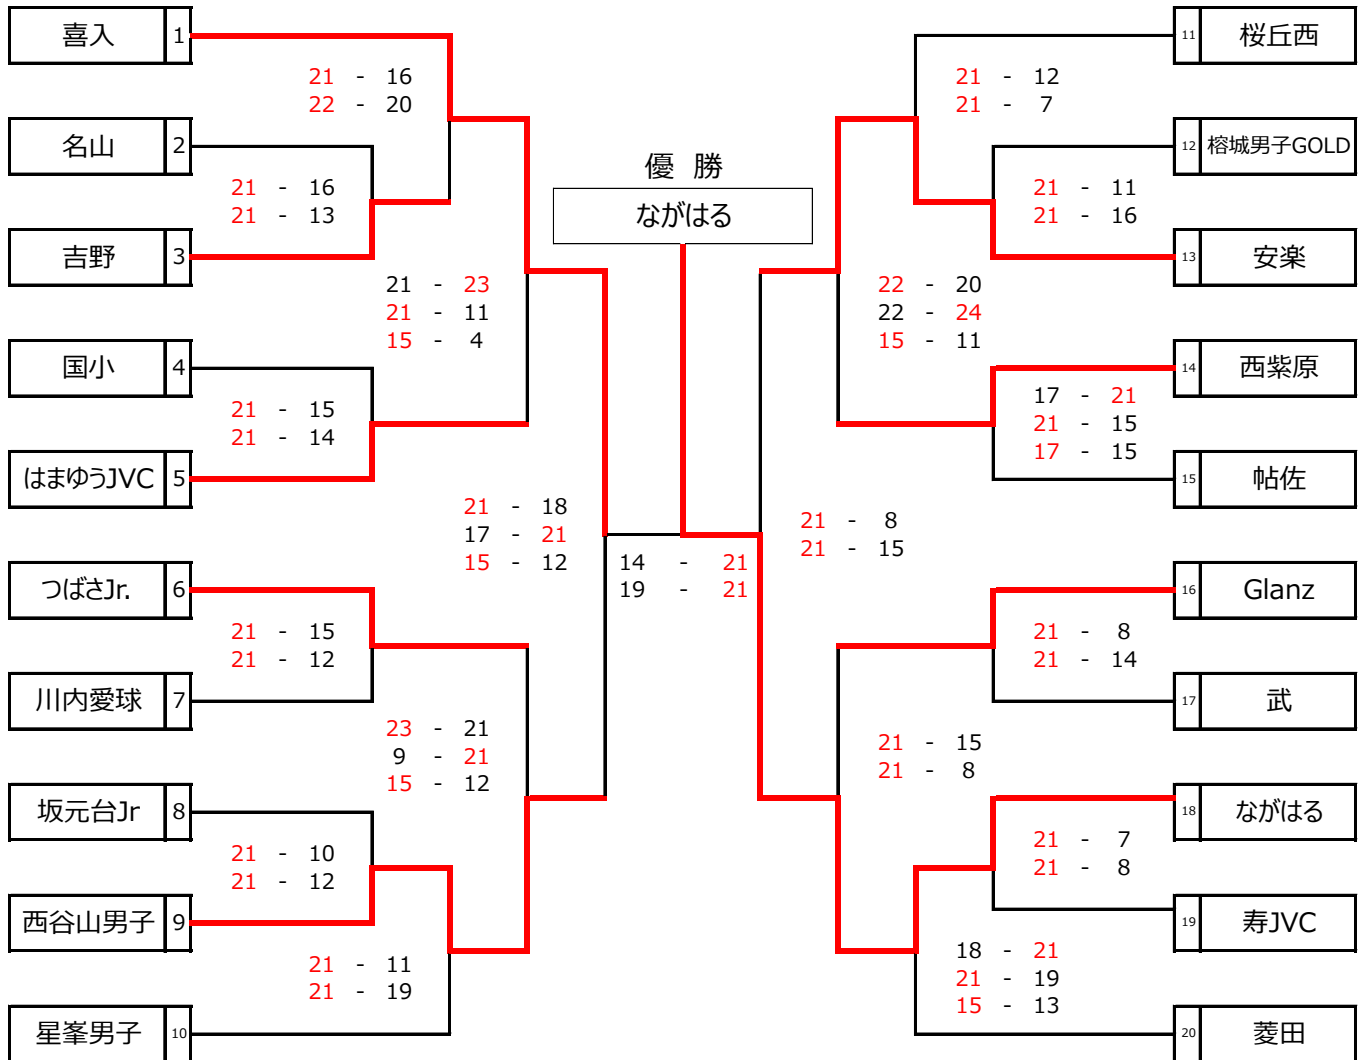 喜入 1
21 - 16
22 - 20
名山 2
21 - 16
21 - 13
吉野 3
21 - 23
21 - 11
15 - 4
国小 4
21 - 15
21 - 14
はまゆうJVC 5
21 - 18
17 - 21
15 - 12
つばさJr. 6
21 - 15
21 - 12
川内愛球 7
23 - 21
9 - 21
15 - 12
坂元台Jr 8
21 - 10
21 - 12
西谷山男子 9
21 - 11
21 - 19
星峯男子 10
優勝
ながはる
14 - 21
19 - 21
11 桜丘西
21 - 12
21 - 7
12 榕城男子GOLD
21 - 11
21 - 16
13 安楽
22 - 20
22 - 24
15 - 11
14 西紫原
17 - 21
21 - 15
17 - 15
15 帖佐
21 - 8
21 - 15
16 Glanz
21 - 8
21 - 14
17 武
21 - 15
21 - 8
18 ながはる
21 - 7
21 - 8
19 寿JVC
18 - 21
21 - 19
15 - 13
20 菱田